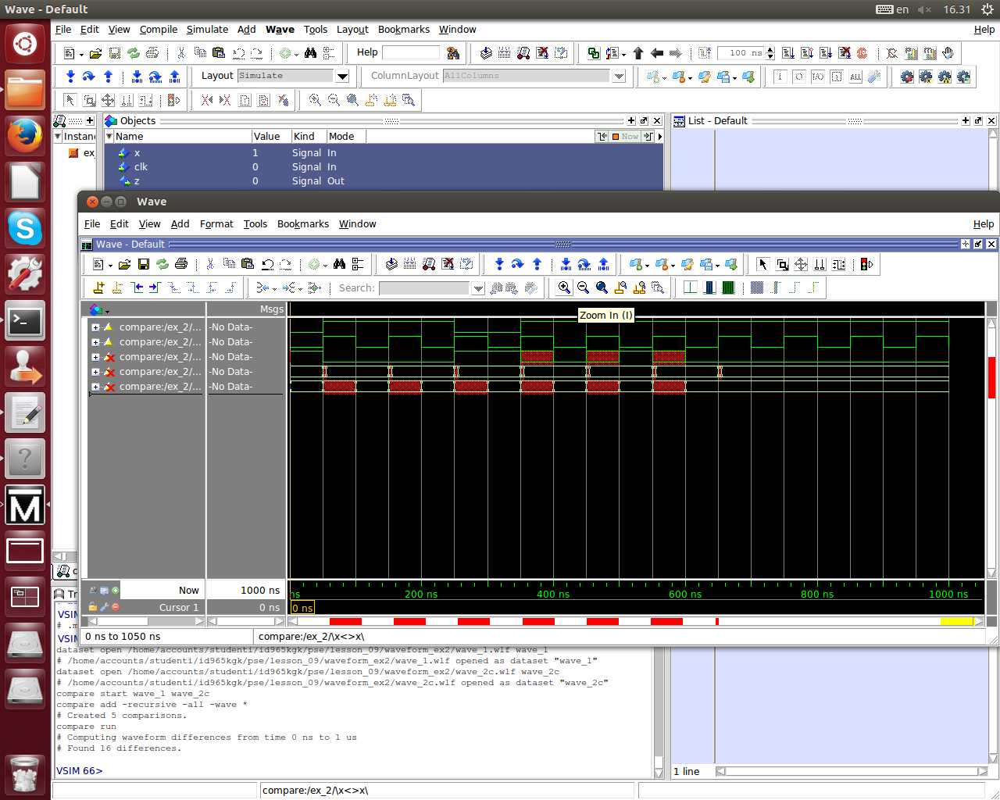 Wave - Default
en
16.31
File Edit View Compile Simulate Add Wave Tools Layout Bookmarks Window Help
Help
100 ns
Layout Simulate
ColumnLayout AllColumns
Instanc
Objects
List - Default
Name Value Kind Mode
Now
ex_
x 1 Signal In
clk 0 Signal In
z 0 Signal Out
Wave
File Edit View Add Format Tools Bookmarks Window Help
Wave - Default
Search:
Msgs
Zoom In (I)
compare:/ex_2/... -No Data-
compare:/ex_2/... -No Data-
compare:/ex_2/... -No Data-
compare:/ex_2/... -No Data-
compare:/ex_2/... -No Data-
Now 1000 ns
ns 200 ns 400 ns 600 ns 800 ns 1000 ns
Cursor 1 0 ns
0 ns
0 ns to 1050 ns
compare:/ex_2/\x<>x\
Tr
VSIM
# .m
VSIM
dataset open /home/accounts/studenti/id965kgk/pse/lesson_09/waveform_ex2/wave_1.wlf wave_1
# /home/accounts/studenti/id965kgk/pse/lesson_09/waveform_ex2/wave_1.wlf opened as dataset "wave_1"
dataset open /home/accounts/studenti/id965kgk/pse/lesson_09/waveform_ex2/wave_2c.wlf wave_2c
# /home/accounts/studenti/id965kgk/pse/lesson_09/waveform_ex2/wave_2c.wlf opened as dataset "wave_2c"
compare start wave_1 wave_2c
compare add -recursive -all -wave *
# Created 5 comparisons.
compare run
# Computing waveform differences from time 0 ns to 1 us
# Found 16 differences.
VSIM 66>
1 line
compare:/ex_2/\x<>x\